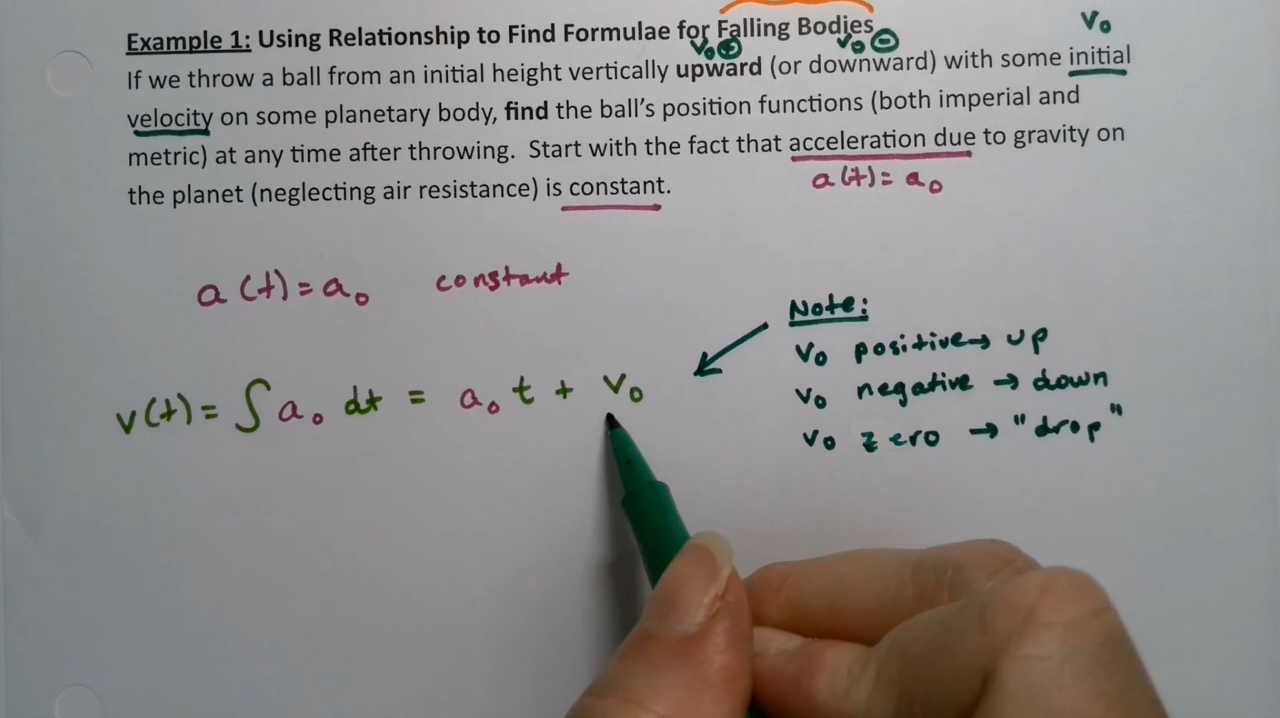 Example 1: Using Relationship to Find Formulae for Falling Bodies
v₀ ⊕ v₀ ⊖ v₀
If we throw a ball from an initial height vertically upward (or downward) with some initial
velocity on some planetary body, find the ball's position functions (both imperial and
metric) at any time after throwing. Start with the fact that acceleration due to gravity on
the planet (neglecting air resistance) is constant.
a(t) = a₀
a(t) = a₀ constant
v(t) = ∫ a₀ dt = a₀t + v₀
Note:
v₀ positive → up
v₀ negative → down
v₀ zero → "drop"